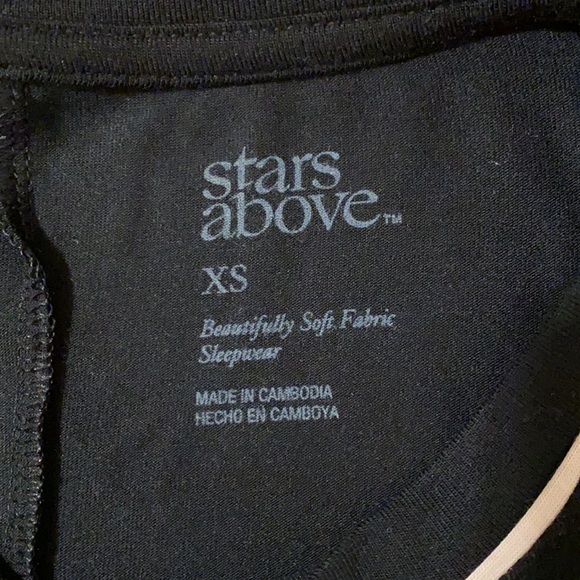 stars
above™
XS
Beautifully Soft Fabric
Sleepwear
MADE IN CAMBODIA
HECHO EN CAMBOYA